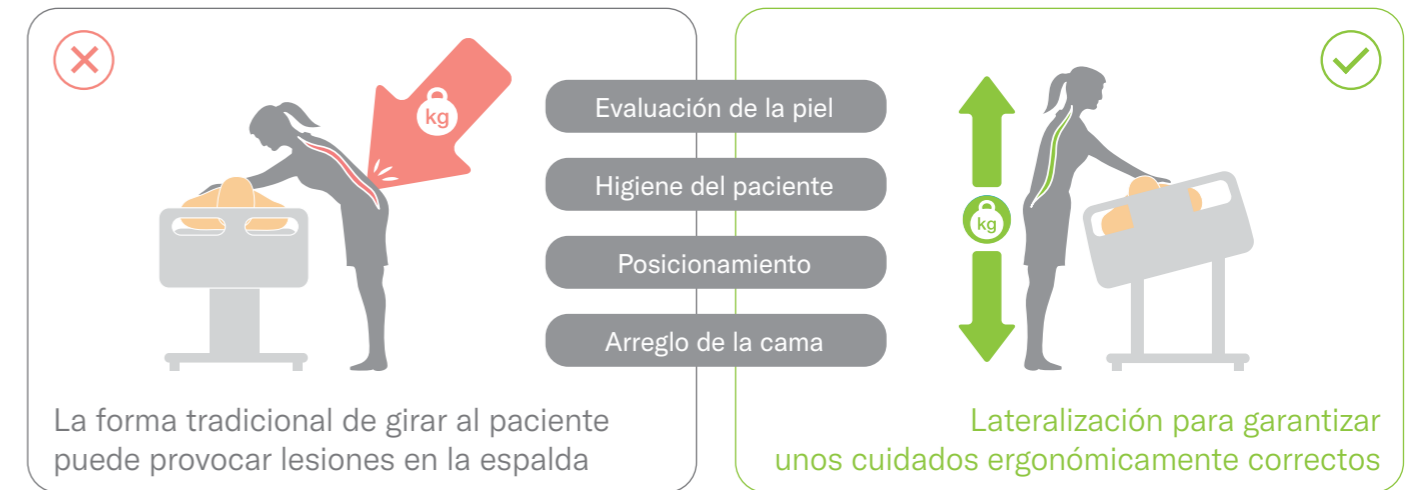 kg
Evaluación de la piel
Higiene del paciente
Posicionamiento
Arreglo de la cama
kg
La forma tradicional de girar al paciente
puede provocar lesiones en la espalda
Lateralización para garantizar
unos cuidados ergonómicamente correctos